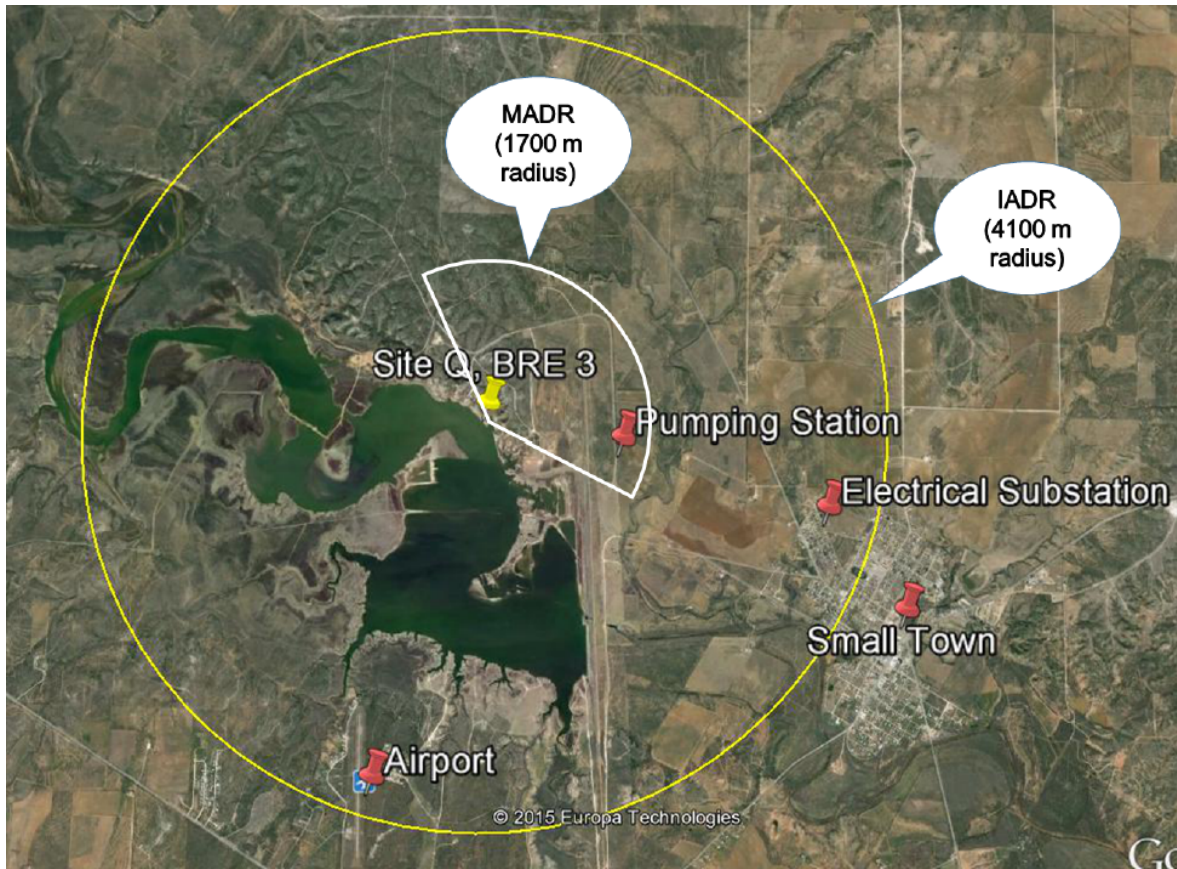 MADR
(1700 m
radius)
IADR
(4100 m
radius)
Site Q, BRE 3
Pumping Station
Electrical Substation
Small Town
Airport
© 2015 Europa Technologies
Go